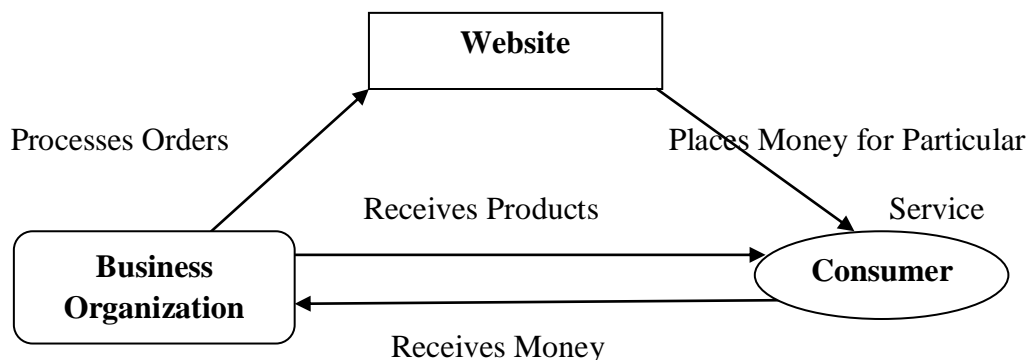 Website
Processes Orders
Places Money for Particular
Service
Receives Products
Business
Organization
Consumer
Receives Money